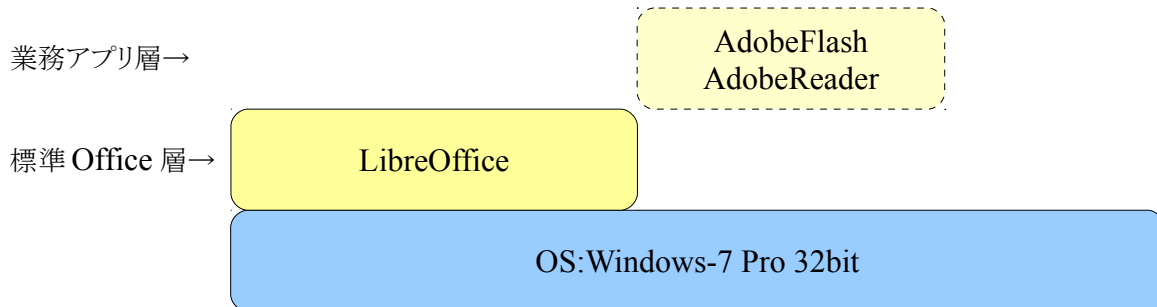 業務アプリ層→
AdobeFlash
AdobeReader
標準 Office 層→
LibreOffice
OS:Windows-7 Pro 32bit